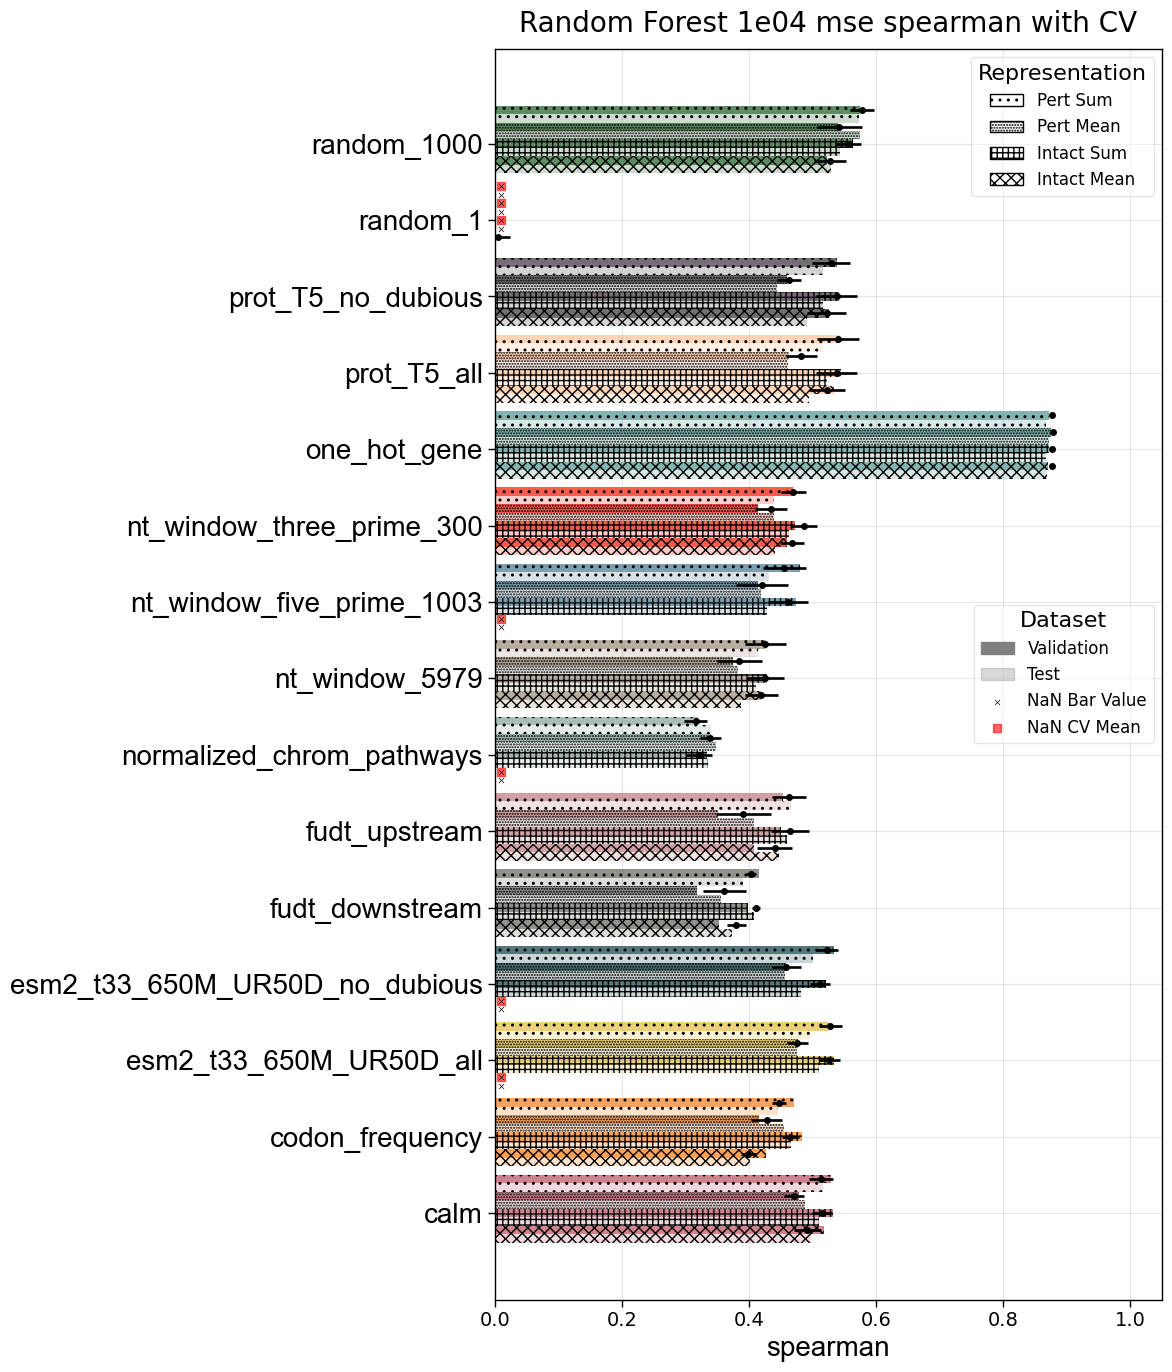 Random Forest 1e04 mse spearman with CV
Representation
Pert Sum
Pert Mean
Intact Sum
Intact Mean
random_1000
random_1
prot_T5_no_dubious
prot_T5_all
one_hot_gene
nt_window_three_prime_300
nt_window_five_prime_1003
Dataset
Validation
Test
NaN Bar Value
NaN CV Mean
nt_window_5979
normalized_chrom_pathways
fudt_upstream
fudt_downstream
esm2_t33_650M_UR50D_no_dubious
esm2_t33_650M_UR50D_all
codon_frequency
calm
0.0 0.2 0.4 0.6 0.8 1.0
spearman